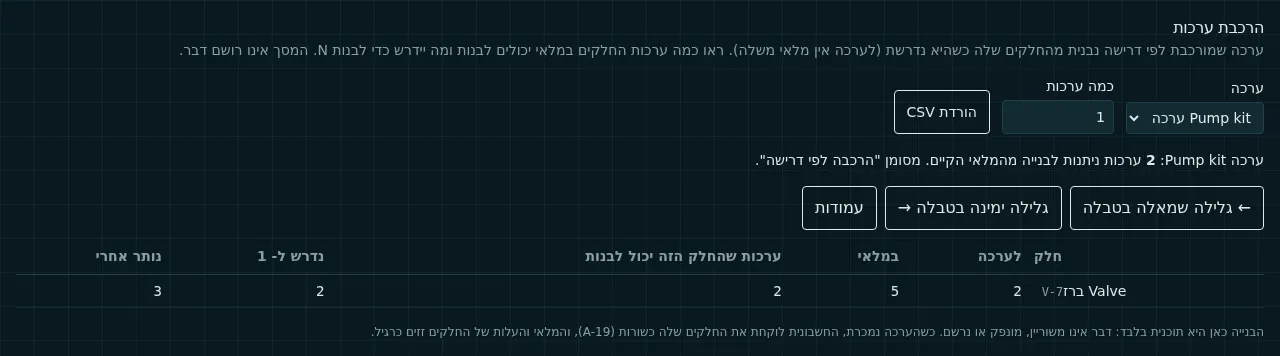 הרכבת ערכות
ערכה שמורכבת לפי דרישה נבנית מהחלקים שלה כשהיא נדרשת (לערכה אין מלאי משלה). ראו כמה ערכות החלקים במלאי יכולים לבנות ומה יידרש כדי לבנות N. המסך אינו רושם דבר.
ערכה
כמה ערכות
ערכה Pump kit
1
הורדת CSV
ערכה Pump kit: 2 ערכות ניתנות לבנייה מהמלאי הקיים. מסומן "הרכבה לפי דרישה".
← גלילה שמאלה בטבלה
גלילה ימינה בטבלה →
עמודות
חלק לערכה במלאי ערכות שהחלק הזה יכול לבנות נדרש ל- 1 נותר אחרי
ברז Valve V-7 2 5 2 2 3
הבנייה כאן היא תוכנית בלבד: דבר אינו משוריין, מונפק או נרשם. כשהערכה נמכרת, החשבונית לוקחת את החלקים שלה כשורות (A-19), והמלאי והעלות של החלקים זזים כרגיל.